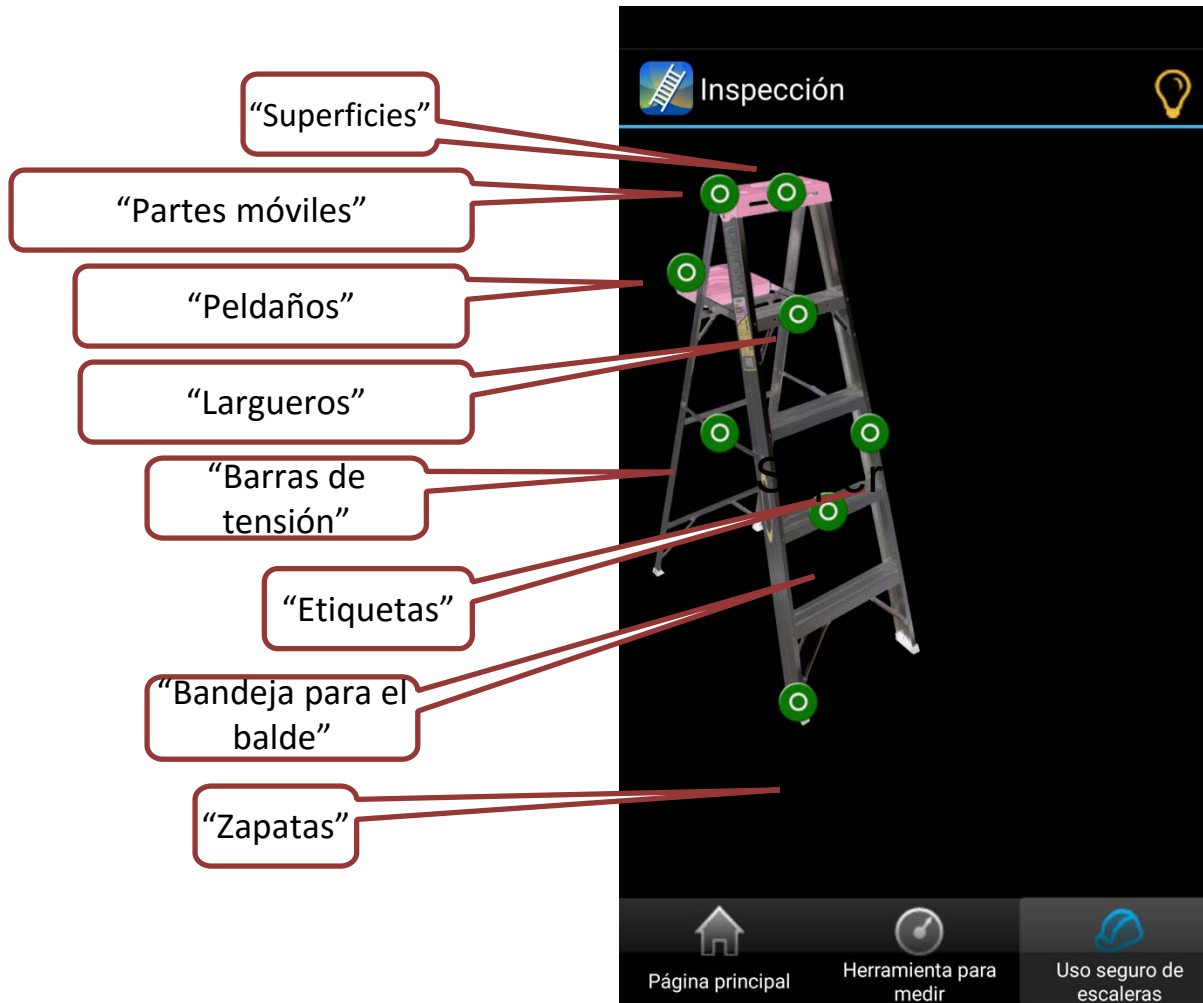 Inspección
“Superficies”
“Partes móviles”
“Peldaños”
“Largueros”
“Barras de
tensión”
Superficies
“Etiquetas”
“Bandeja para el
balde”
“Zapatas”
Página principal
Herramienta para
medir
Uso seguro de
escaleras